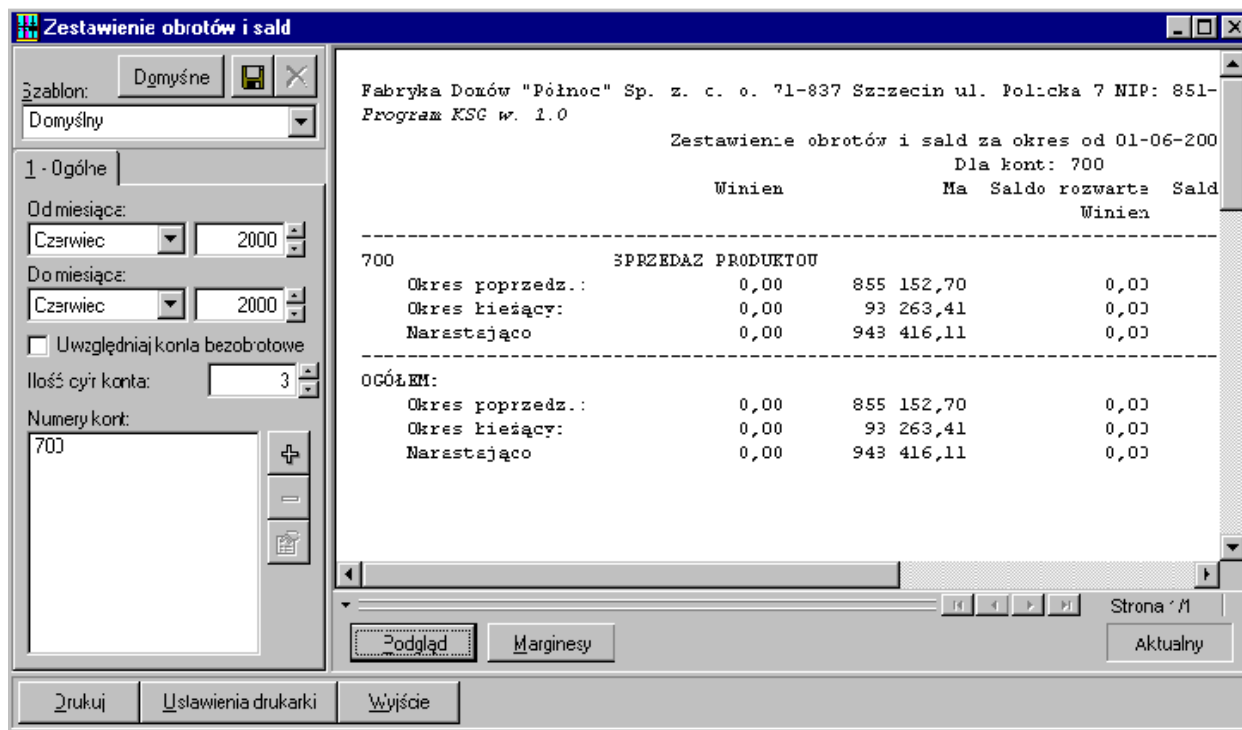 Zestawienie obrotów i sald
Szablon:
Domyśne
Domyślny
1 - Ogólne
Od miesiąca:
Czerwiec 2000
Do miesiąca:
Czerwiec 2000
Uwzględniaj konta bezobrotowe
Ilość cyfr konta: 3
Numery kont:
700
Fabryka Domów "Północ" Sp. z. o. o. 71-837 Szczecin ul. Policka 7 NIP: 851-
Program KSG w. 1.0
Zestawienie obrotów i sald za okres od 01-06-200
Dla kont: 700
Winien Ma Saldo rozwarte Sald
Winien
700 SPRZEDAZ PRODUKTOW
Okres poprzedz.: 0,00 855 152,70 0,00
Okres bieżący: 0,00 93 263,41 0,00
Narastająco 0,00 943 416,11 0,00
OGÓŁEM:
Okres poprzedz.: 0,00 855 152,70 0,00
Okres bieżący: 0,00 93 263,41 0,00
Narastająco 0,00 943 416,11 0,00
Strona 1/1
Podgląd Marginesy Aktualny
Drukuj Ustawienia drukarki Wyjście